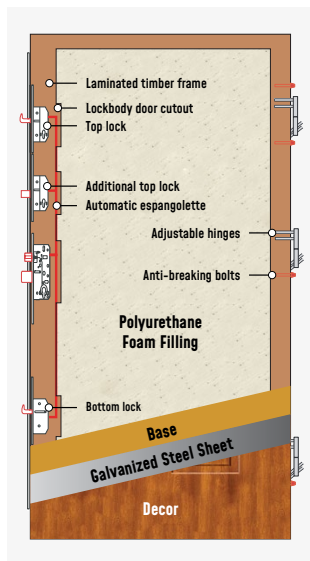 Laminated timber frame
Lockbody door cutout
Top lock
Additional top lock
Automatic espangolette
Adjustable hinges
Anti-breaking bolts
Polyurethane
Foam Filling
Bottom lock
Base
Galvanized Steel Sheet
Decor